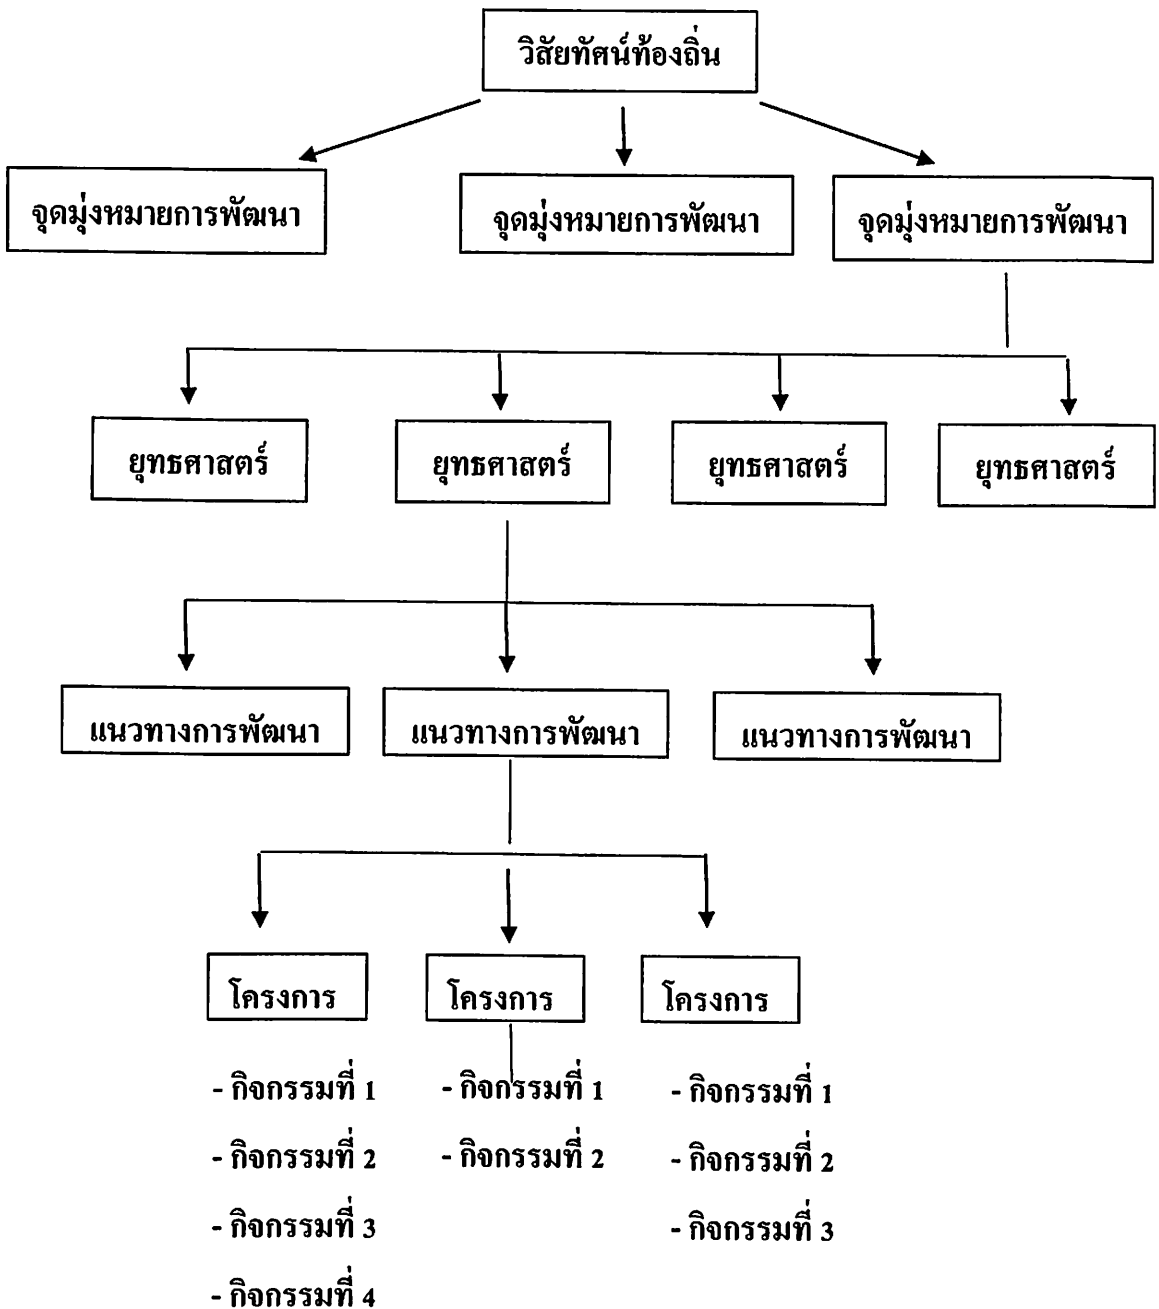 วิสัยทัศน์ท้องถิ่น
จุดมุ่งหมายการพัฒนา
จุดมุ่งหมายการพัฒนา
จุดมุ่งหมายการพัฒนา
ยุทธศาสตร์
ยุทธศาสตร์
ยุทธศาสตร์
ยุทธศาสตร์
แนวทางการพัฒนา
แนวทางการพัฒนา
แนวทางการพัฒนา
โครงการ
- กิจกรรมที่ 1
- กิจกรรมที่ 2
- กิจกรรมที่ 3
- กิจกรรมที่ 4
โครงการ
- กิจกรรมที่ 1
- กิจกรรมที่ 2
โครงการ
- กิจกรรมที่ 1
- กิจกรรมที่ 2
- กิจกรรมที่ 3